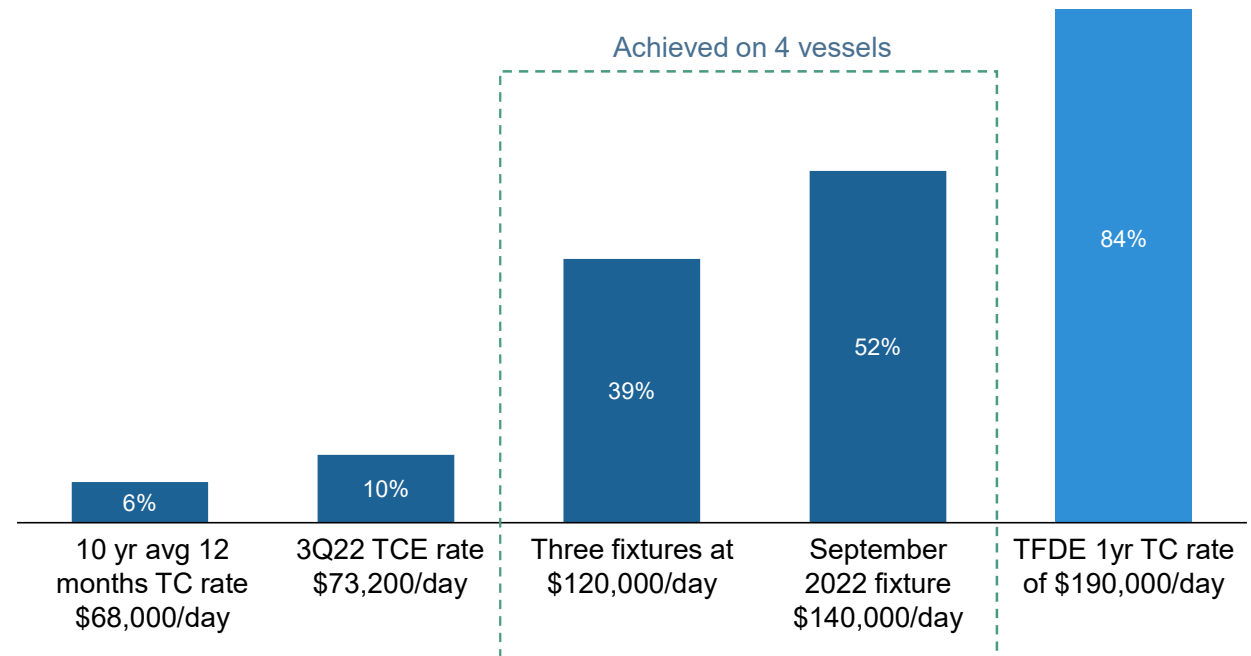 Achieved on 4 vessels
84%
52%
39%
10%
6%
10 yr avg 12
months TC rate
$68,000/day
3Q22 TCE rate
$73,200/day
Three fixtures at
$120,000/day
September
2022 fixture
$140,000/day
TFDE 1yr TC rate
of $190,000/day